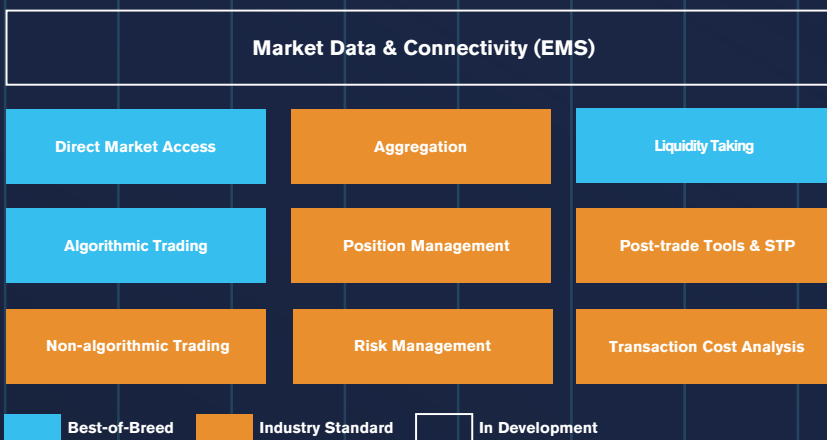 Market Data & Connectivity (EMS)
Direct Market Access
Aggregation
Liquidity Taking
Algorithmic Trading
Position Management
Post-trade Tools & STP
Non-algorithmic Trading
Risk Management
Transaction Cost Analysis
Best-of-Breed
Industry Standard
In Development